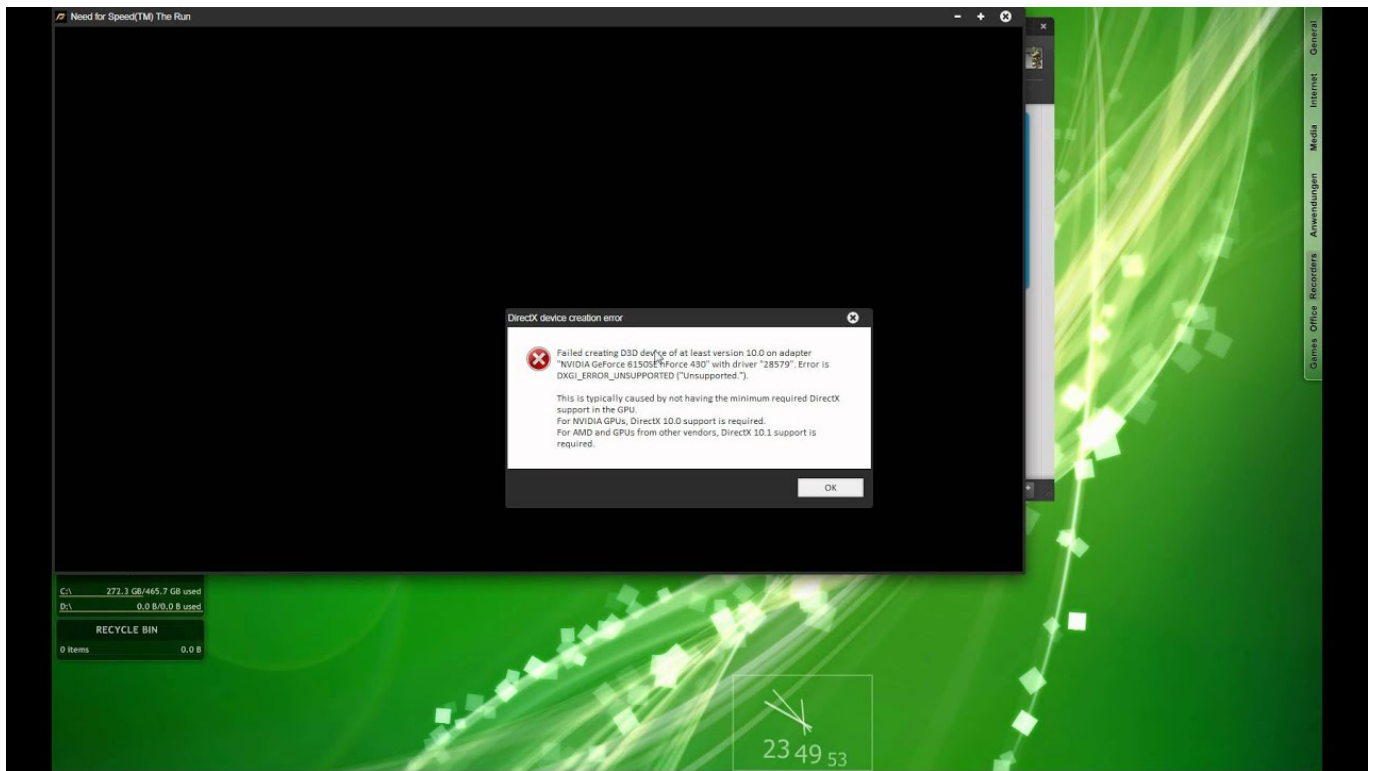 Need for Speed(TM) The Run
General
Internet
Media
Anwendungen
Recorders
Office
Games
DirectX device creation error
Failed creating D3D device of at least version 10.0 on adapter
"NVIDIA GeForce 6150SE nForce 430" with driver "28579". Error is
DXGI_ERROR_UNSUPPORTED ("Unsupported.").
This is typically caused by not having the minimum required DirectX
support in the GPU.
For NVIDIA GPUs, DirectX 10.0 support is required.
For AMD and GPUs from other vendors, DirectX 10.1 support is
required.
OK
C:\ 272.3 GB/465.7 GB used
D:\ 0.0 B/0.0 B used
RECYCLE BIN
0 items 0.0 B
23 49 53